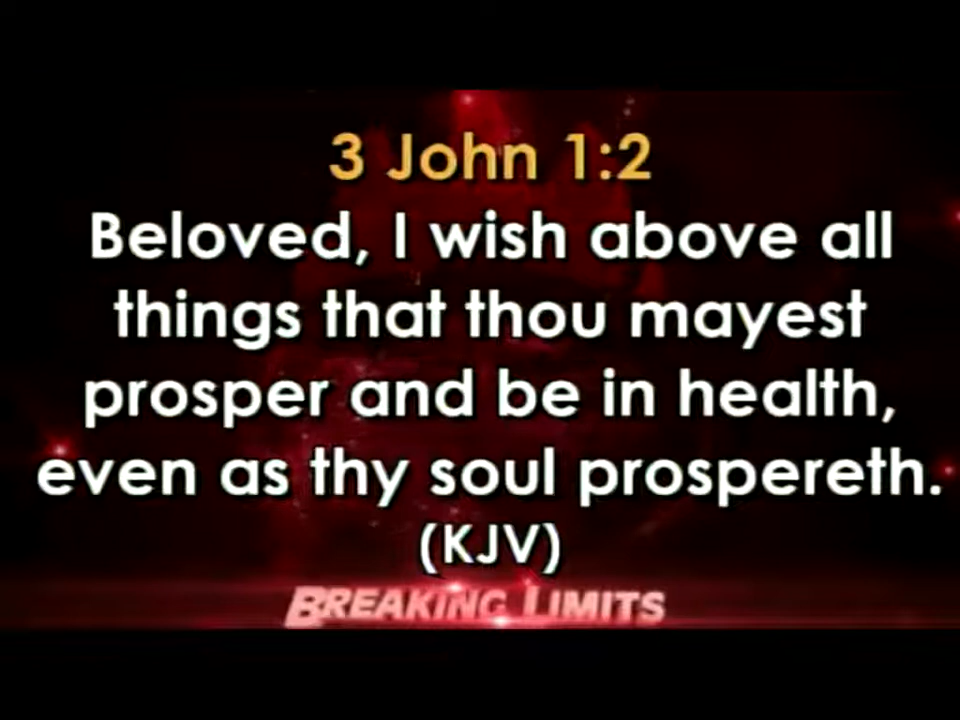 3 John 1:2
Beloved, I wish above all
things that thou mayest
prosper and be in health,
even as thy soul prospereth.
(KJV)
BREAKING LIMITS